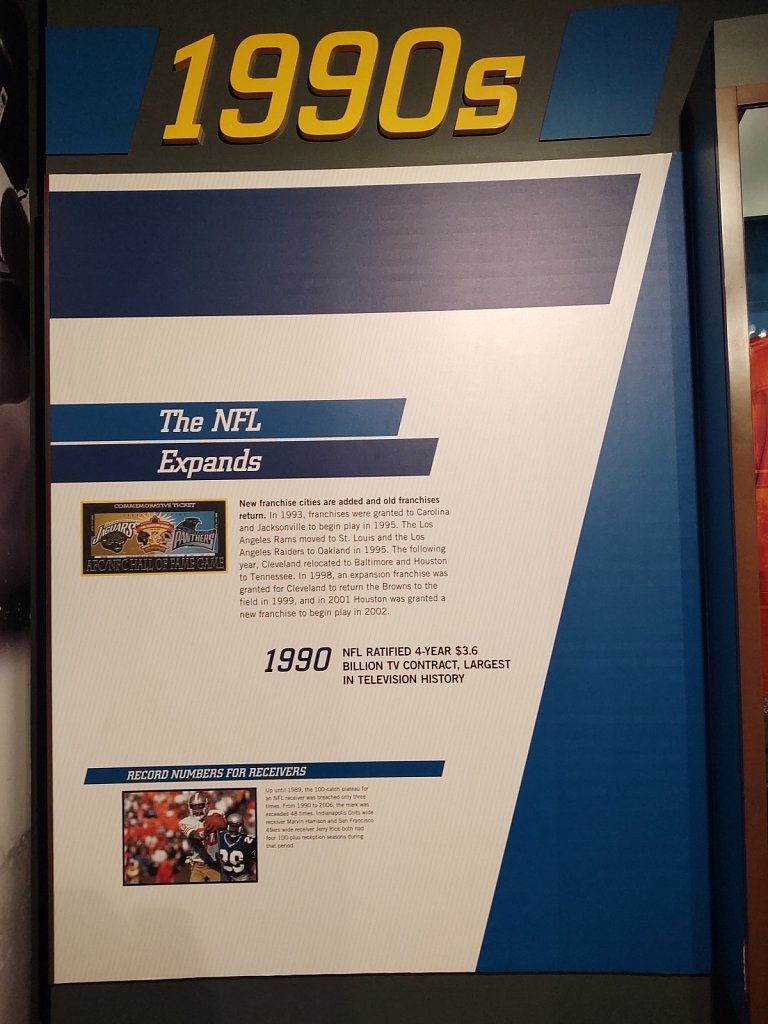 1990s
The NFL
Expands
COMMEMORATIVE TICKET
JAGUARS
PANTHERS
AFC/NFC HALL OF FAME GAME
New franchise cities are added and old franchises
return. In 1993, franchises were granted to Carolina
and Jacksonville to begin play in 1995. The Los
Angeles Rams moved to St. Louis and the Los
Angeles Raiders to Oakland in 1995. The following
year, Cleveland relocated to Baltimore and Houston
to Tennessee. In 1998, an expansion franchise was
granted for Cleveland to return the Browns to the
field in 1999, and in 2001 Houston was granted a
new franchise to begin play in 2002.
1990
NFL RATIFIED 4-YEAR $3.6
BILLION TV CONTRACT, LARGEST
IN TELEVISION HISTORY
RECORD NUMBERS FOR RECEIVERS
Up until 1989, the 100-catch plateau for
an NFL receiver was breached only three
times. From 1990 to 2006, the mark was
exceeded 48 times. Indianapolis Colts wide
receiver Marvin Harrison and San Francisco
49ers wide receiver Jerry Rice both had
four 100-plus reception seasons during
that period.